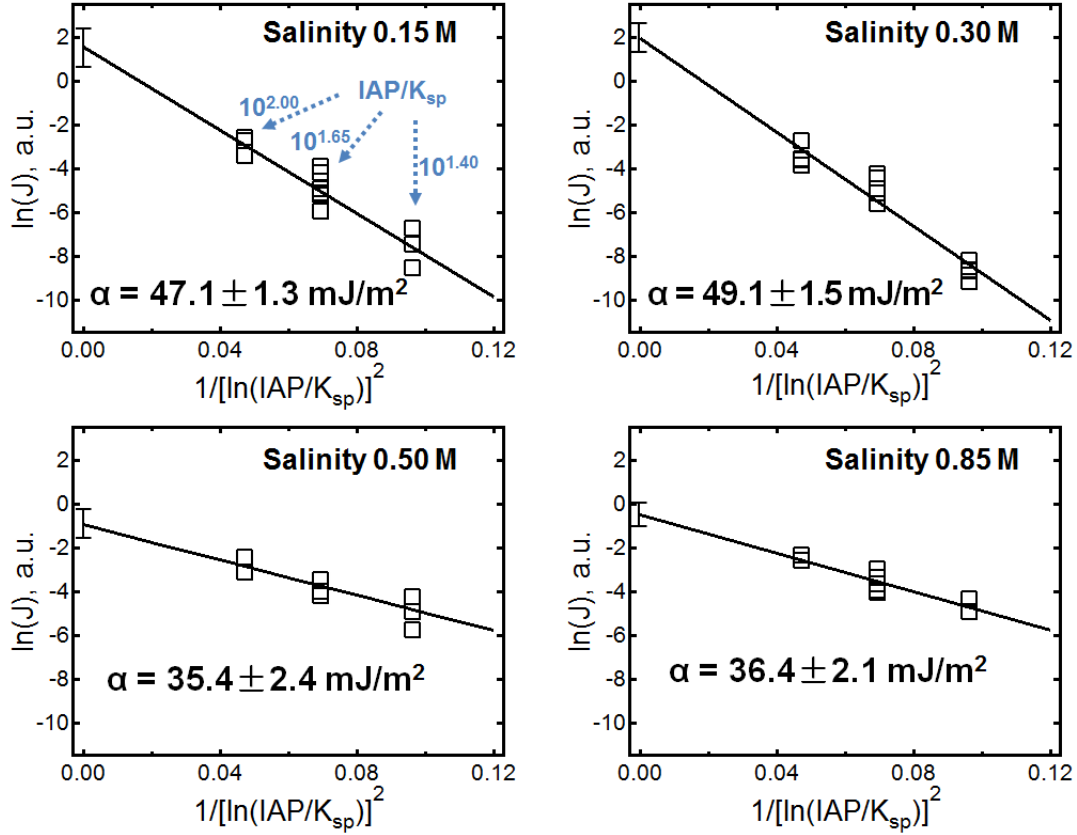 Salinity 0.15 M
ln(J), a.u.
2
0
-2
-4
-6
-8
-10
10^2.00
IAP/Ksp
10^1.65
10^1.40
α = 47.1±1.3 mJ/m²
0.00 0.04 0.08 0.12
1/[ln(IAP/Ksp)]²
Salinity 0.30 M
ln(J), a.u.
2
0
-2
-4
-6
-8
-10
α = 49.1±1.5 mJ/m²
0.00 0.04 0.08 0.12
1/[ln(IAP/Ksp)]²
Salinity 0.50 M
ln(J), a.u.
2
0
-2
-4
-6
-8
-10
α = 35.4±2.4 mJ/m²
0.00 0.04 0.08 0.12
1/[ln(IAP/Ksp)]²
Salinity 0.85 M
ln(J), a.u.
2
0
-2
-4
-6
-8
-10
α = 36.4±2.1 mJ/m²
0.00 0.04 0.08 0.12
1/[ln(IAP/Ksp)]²